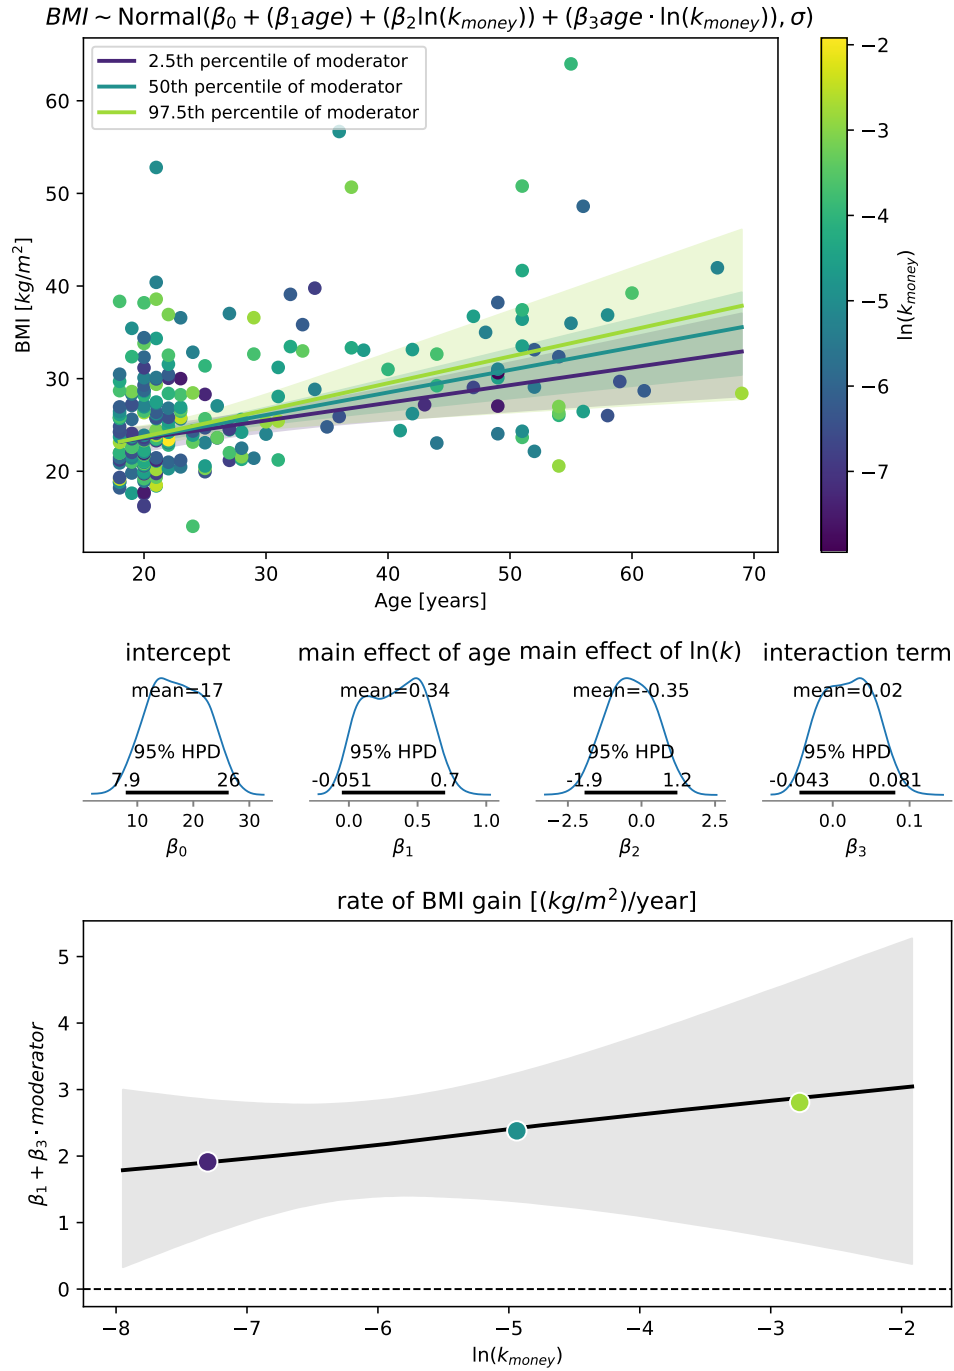 BMI ~ Normal(β₀ + (β₁age) + (β₂ln(k_money)) + (β₃age · ln(k_money)), σ)
2.5th percentile of moderator
50th percentile of moderator
97.5th percentile of moderator
BMI [kg/m²]
60
50
40
30
20
20 30 40 50 60 70
Age [years]
−2
−3
−4
−5
−6
−7
ln(k_money)
intercept
mean=17
95% HPD
7.9 26
10 30
β₀
main effect of age
mean=0.34
95% HPD
-0.051 0.7
0.0 0.5 1.0
β₁
main effect of ln(k)
mean=-0.35
95% HPD
-1.9 1.2
−2.5 0.0 2.5
β₂
interaction term
mean=0.02
95% HPD
-0.043 0.081
0.0 0.1
β₃
rate of BMI gain [(kg/m²)/year]
β₁ + β₃ · moderator
5
4
3
2
1
0
−8 −7 −6 −5 −4 −3 −2
ln(k_money)